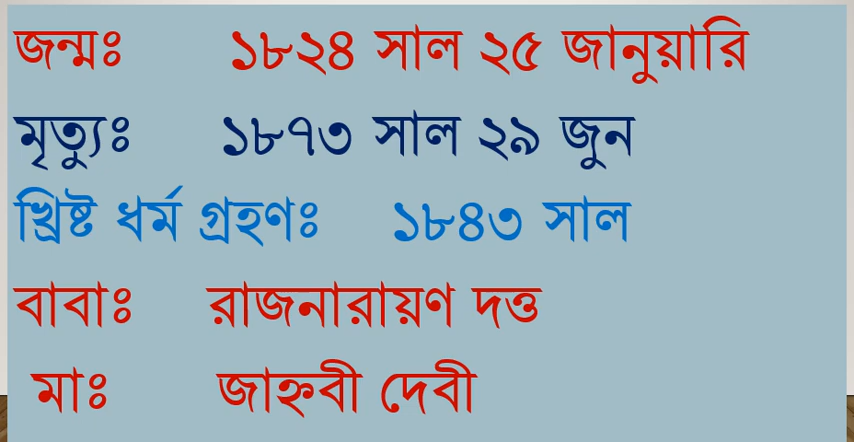 জন্মঃ ১৮২৪ সাল ২৫ জানুয়ারি
মৃত্যুঃ ১৮৭৩ সাল ২৯ জুন
খ্রিষ্ট ধর্ম গ্রহণঃ ১৮৪৩ সাল
বাবাঃ রাজনারায়ণ দত্ত
মাঃ জাহ্নবী দেবী